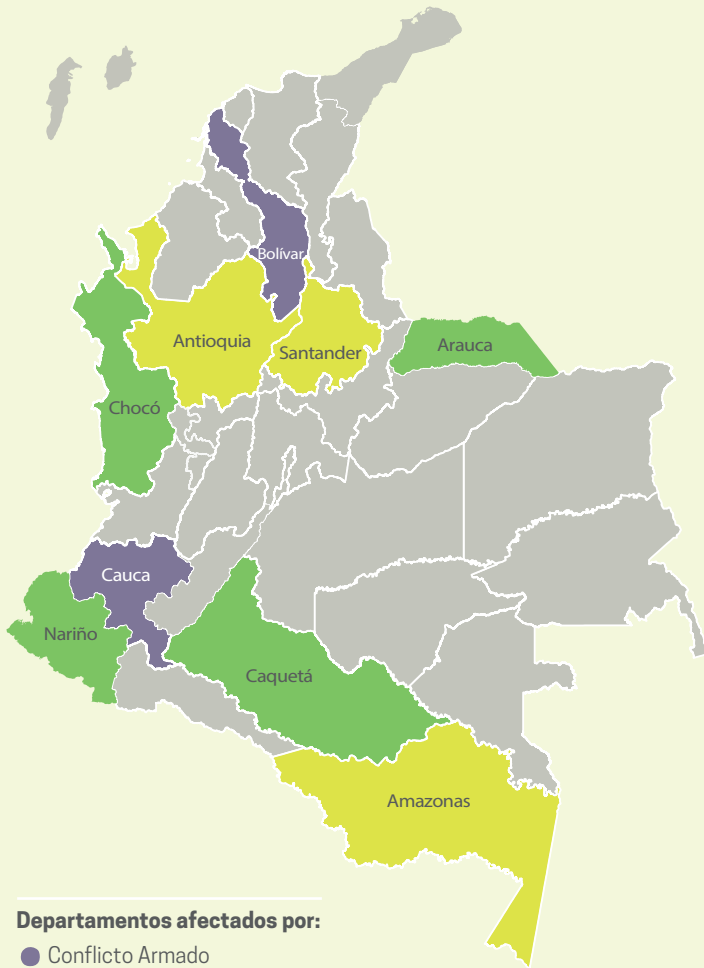 Bolívar
Antioquia
Santander
Arauca
Chocó
Cauca
Nariño
Caquetá
Amazonas
Departamentos afectados por:
Conflicto Armado